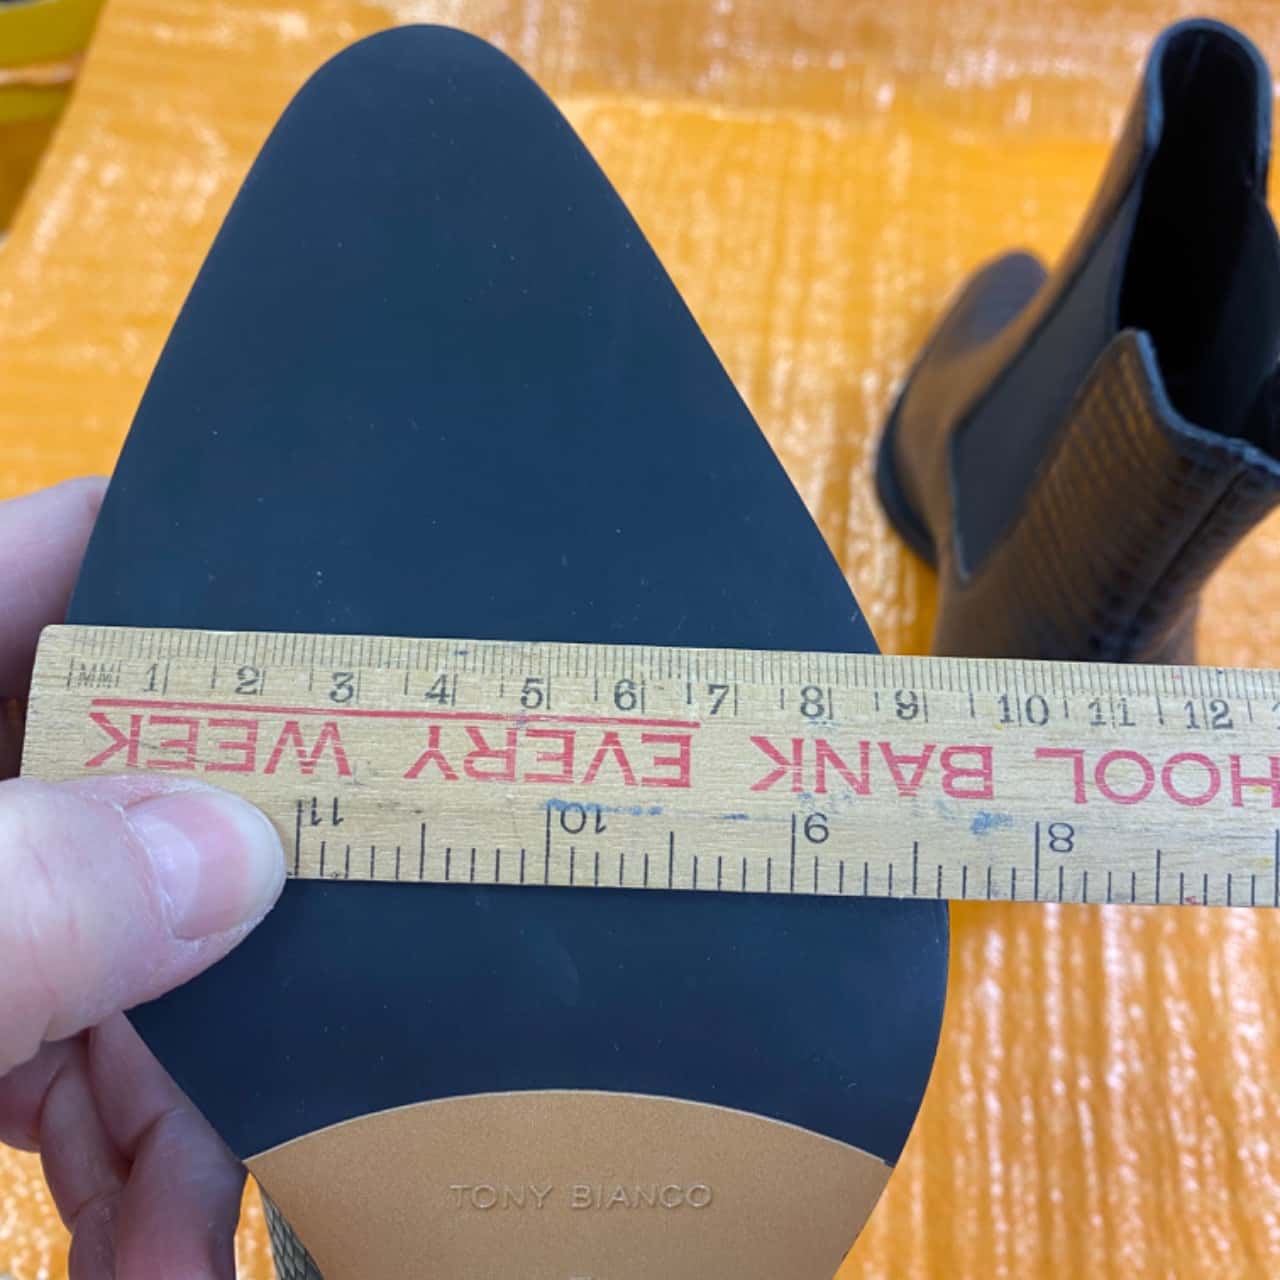 MM 1 2 3 4 5 6 7 8 9 10 11 12
HOOL BANK EVERY WEEK
11 10 9 8
TONY BIANCO